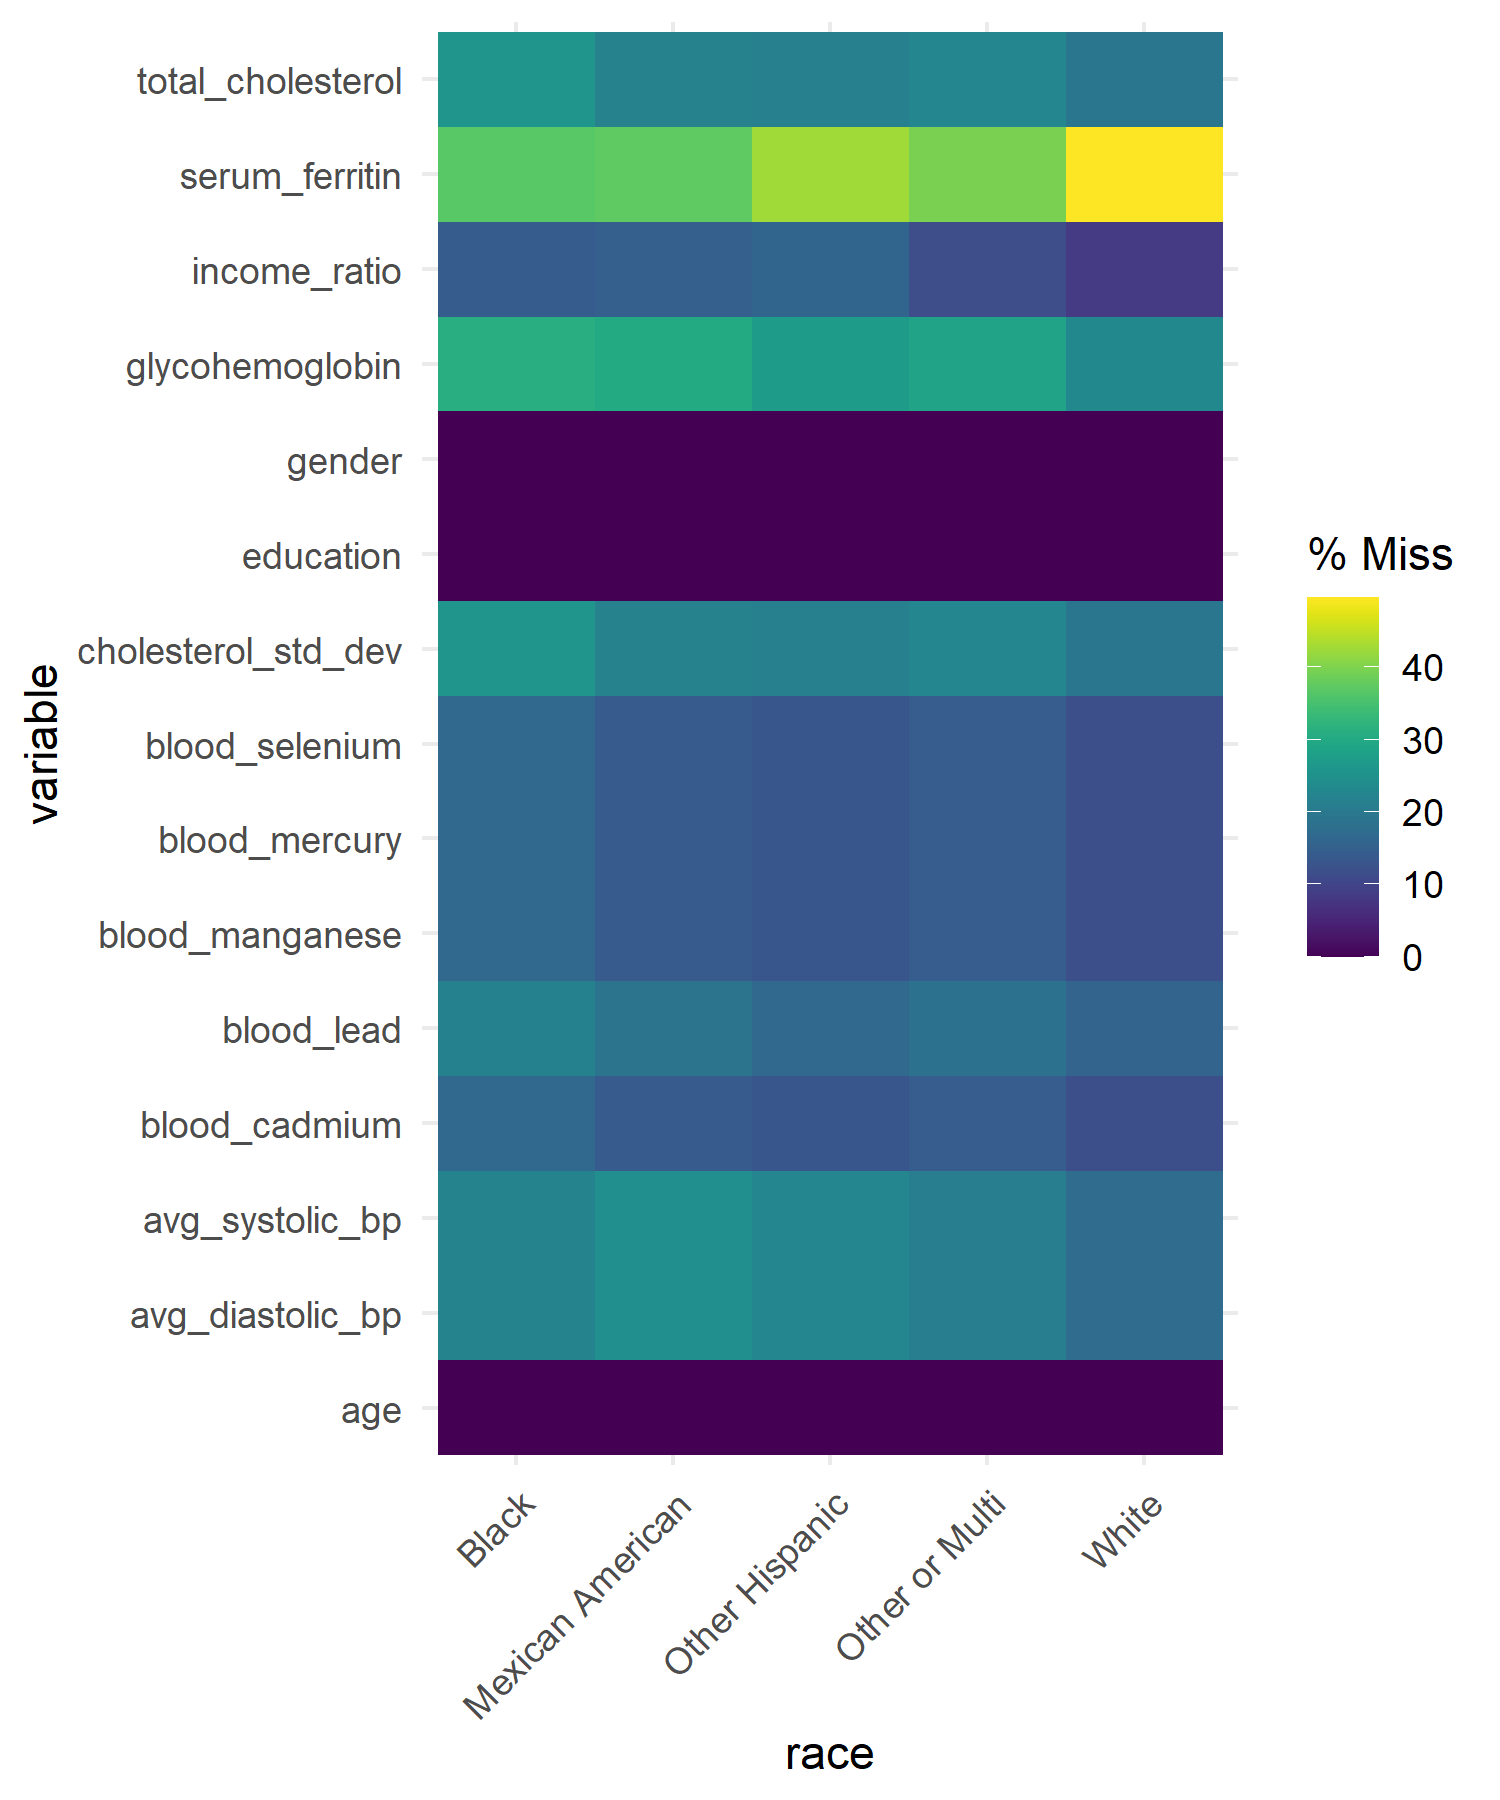 total_cholesterol
serum_ferritin
income_ratio
glycohemoglobin
gender
education
cholesterol_std_dev
blood_selenium
blood_mercury
blood_manganese
blood_lead
blood_cadmium
avg_systolic_bp
avg_diastolic_bp
age
variable
Black
Mexican American
Other Hispanic
Other or Multi
White
race
% Miss
40
30
20
10
0